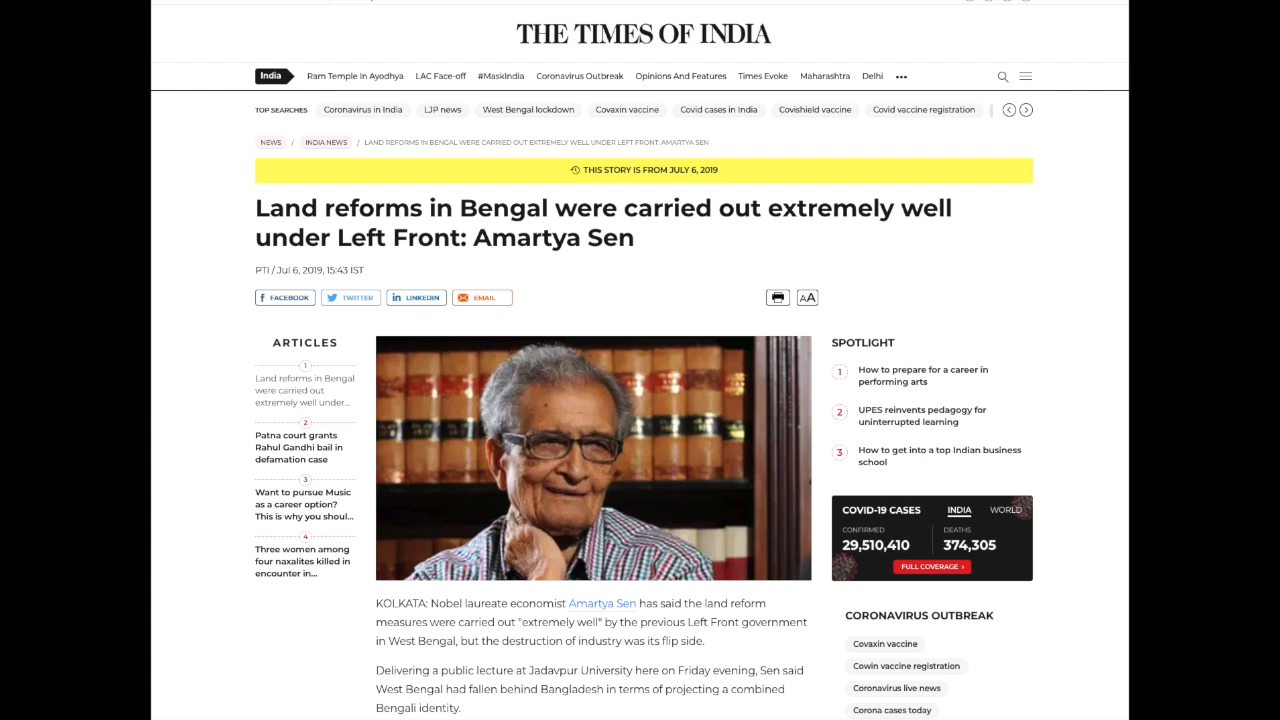 THE TIMES OF INDIA
India
Ram Temple In Ayodhya
LAC Face-off
#MaskIndia
Coronavirus Outbreak
Opinions And Features
Times Evoke
Maharashtra
Delhi
TOP SEARCHES
Coronavirus in India
LJP news
West Bengal lockdown
Covaxin vaccine
Covid cases in India
Covishield vaccine
Covid vaccine registration
NEWS / INDIA NEWS / LAND REFORMS IN BENGAL WERE CARRIED OUT EXTREMELY WELL UNDER LEFT FRONT: AMARTYA SEN
THIS STORY IS FROM JULY 6, 2019
Land reforms in Bengal were carried out extremely well
under Left Front: Amartya Sen
PTI / Jul 6, 2019, 15:43 IST
FACEBOOK
TWITTER
LINKEDIN
EMAIL
AA
ARTICLES
1
Land reforms in Bengal
were carried out
extremely well under...
2
Patna court grants
Rahul Gandhi bail in
defamation case
3
Want to pursue Music
as a career option?
This is why you shoul...
4
Three women among
four naxalites killed in
encounter in...
KOLKATA: Nobel laureate economist Amartya Sen has said the land reform
measures were carried out "extremely well" by the previous Left Front government
in West Bengal, but the destruction of industry was its flip side.
Delivering a public lecture at Jadavpur University here on Friday evening, Sen said
West Bengal had fallen behind Bangladesh in terms of projecting a combined
Bengali identity.
SPOTLIGHT
1
How to prepare for a career in
performing arts
2
UPES reinvents pedagogy for
uninterrupted learning
3
How to get into a top Indian business
school
COVID-19 CASES
INDIA
WORLD
CONFIRMED
29,510,410
DEATHS
374,305
FULL COVERAGE >
CORONAVIRUS OUTBREAK
Covaxin vaccine
Cowin vaccine registration
Coronavirus live news
Corona cases today